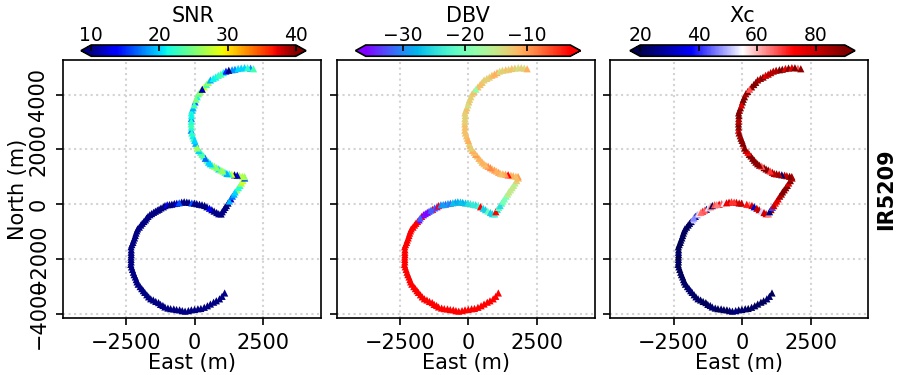 SNR DBV Xc
10 20 30 40 −30 −20 −10 20 40 60 80
4000
2000
0
−2000
−4000
North (m)
IR5209
−2500 0 2500 −2500 0 2500 −2500 0 2500
East (m) East (m) East (m)